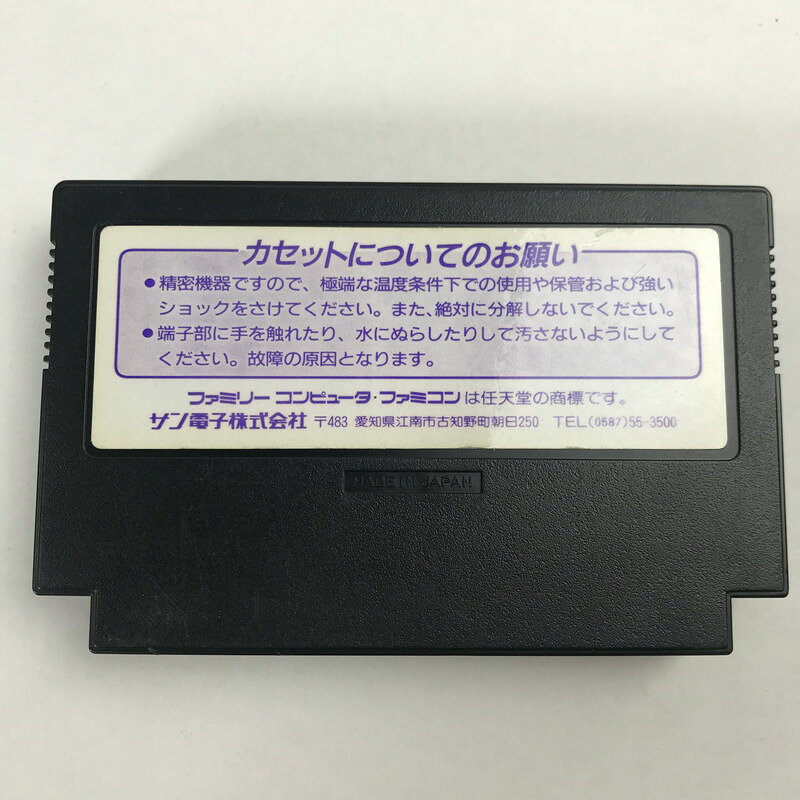 カセットについてのお願い
●精密機器ですので、極端な温度条件下での使用や保管および強い
ショックをさけてください。また、絶対に分解しないでください。
●端子部に手を触れたり、水にぬらしたりして汚さないようにして
ください。故障の原因となります。
ファミリーコンピュータ・ファミコンは任天堂の商標です。
サン電子株式会社 〒483 愛知県江南市古知野町朝日250 TEL(0587)55-3500
MADE IN JAPAN